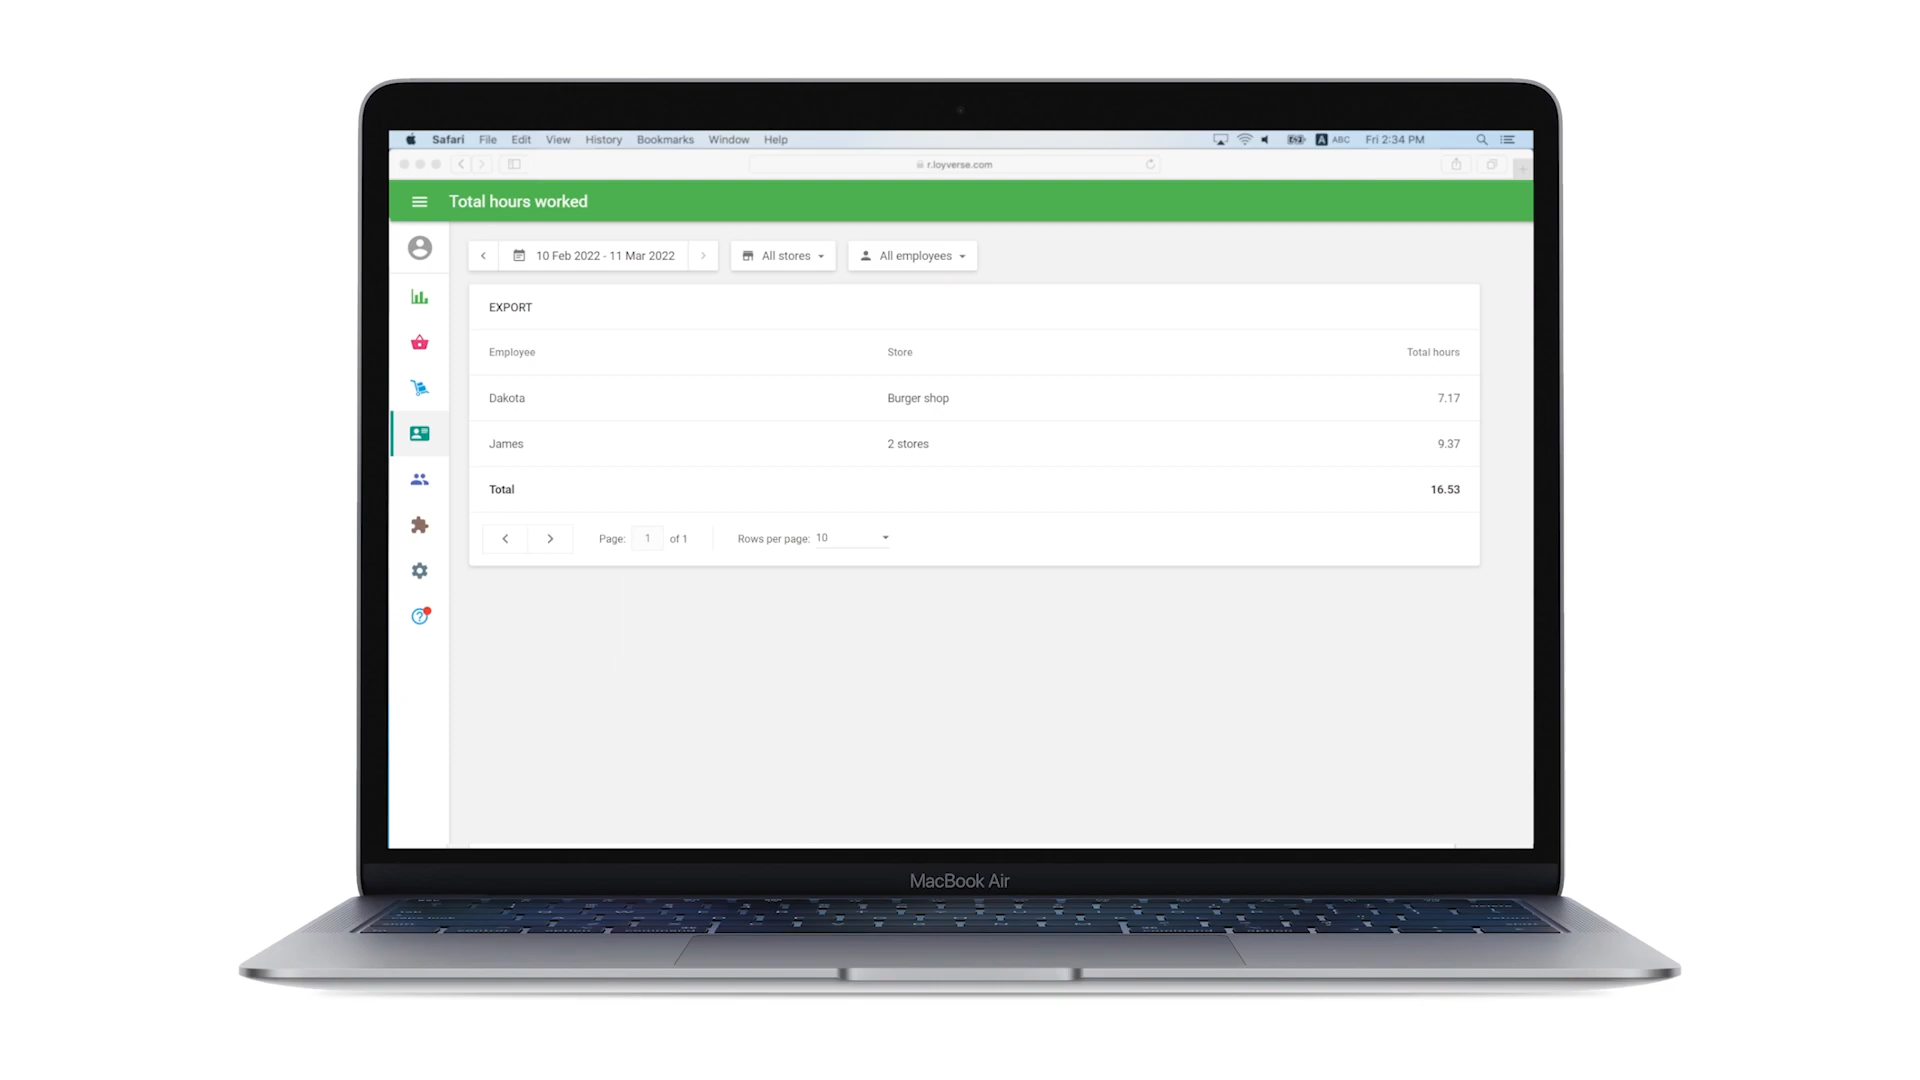 Safari File Edit View History Bookmarks Window Help ABC Fri 2:34 PM
r.loyverse.com
Total hours worked
10 Feb 2022 - 11 Mar 2022 All stores All employees
EXPORT
Employee Store Total hours
Dakota Burger shop 7.17
James 2 stores 9.37
Total 16.53
Page: 1 of 1 Rows per page: 10
MacBook Air